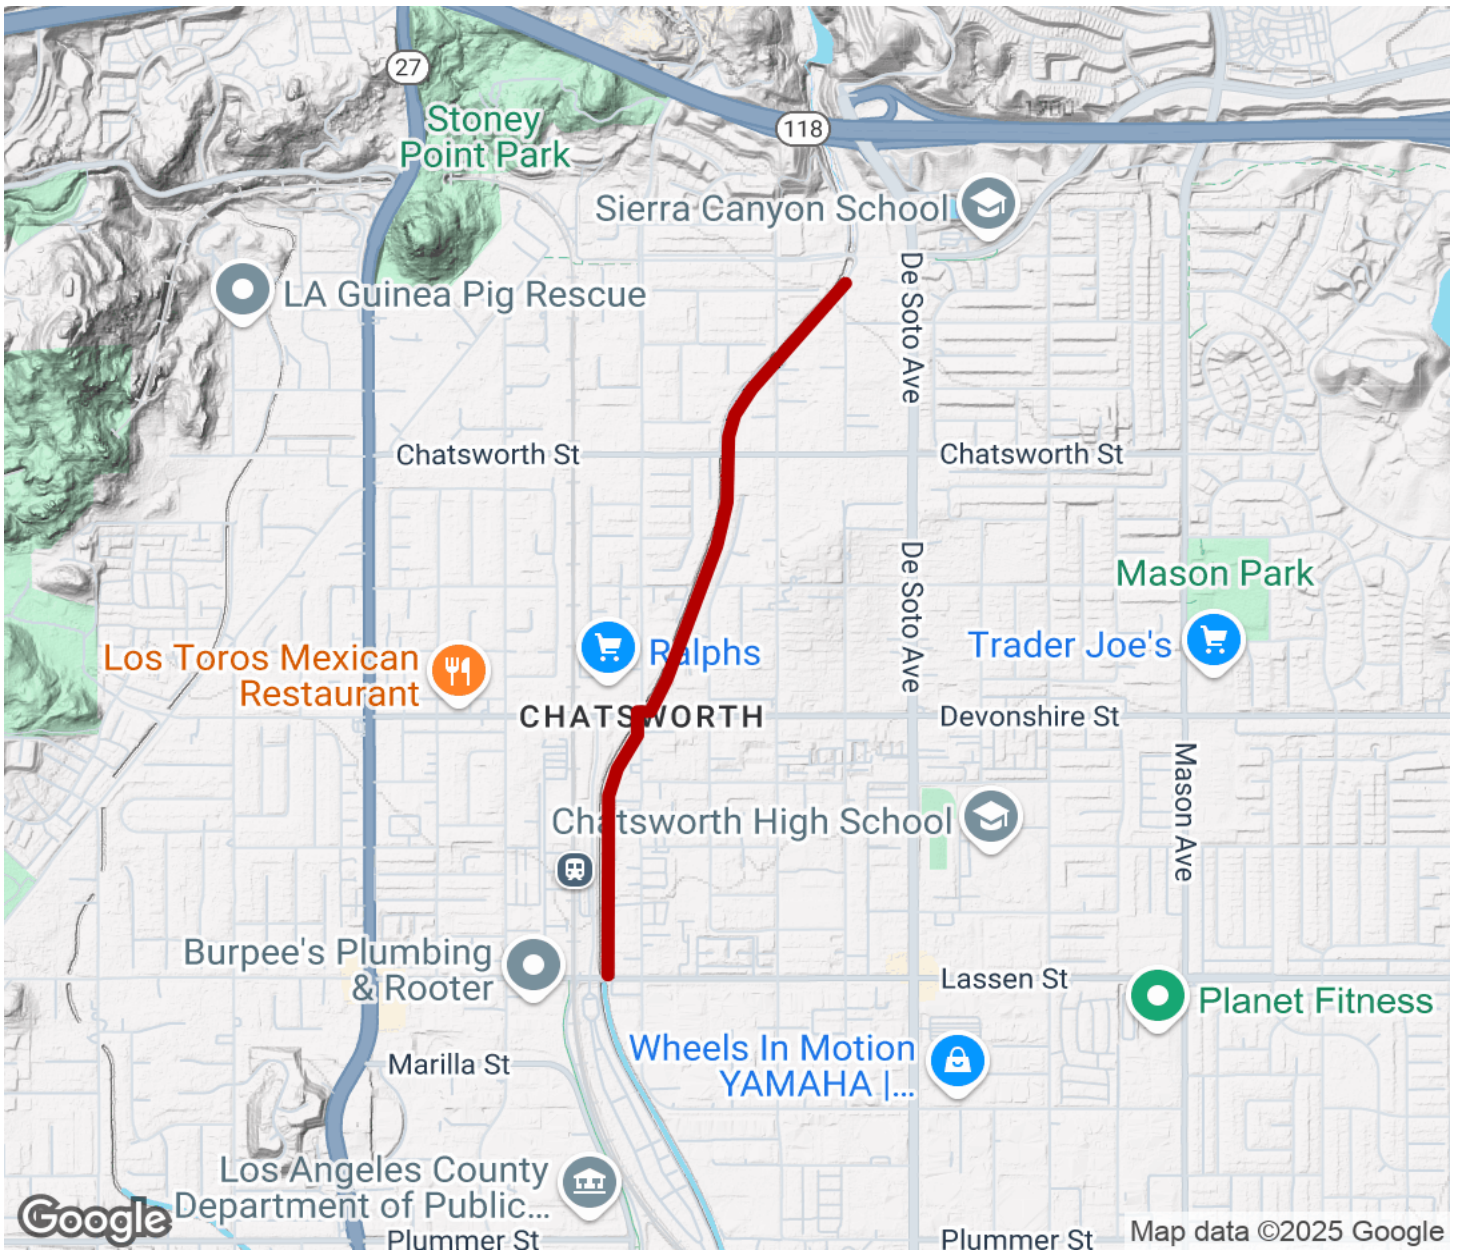 27
118
1700
Stoney
Point Park
Sierra Canyon School
De Soto Ave
LA Guinea Pig Rescue
Chatsworth St
Chatsworth St
De Soto Ave
Mason Park
Los Toros Mexican
Restaurant
Ralphs
Trader Joe's
CHATSWORTH
Devonshire St
Mason Ave
Chatsworth High School
Burpee's Plumbing
& Rooter
Lassen St
Planet Fitness
Marilla St
Wheels In Motion
YAMAHA |...
Los Angeles County
Department of Public...
Google
Plummer St
Plummer St
Map data ©2025 Google